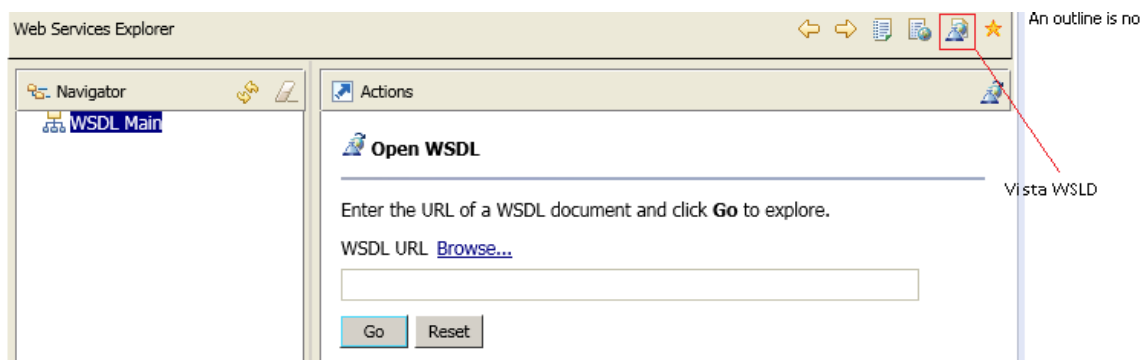 Web Services Explorer
An outline is no
Navigator
Actions
WSDL Main
Open WSDL
Vista WSLD
Enter the URL of a WSDL document and click Go to explore.
WSDL URL Browse...
Go Reset